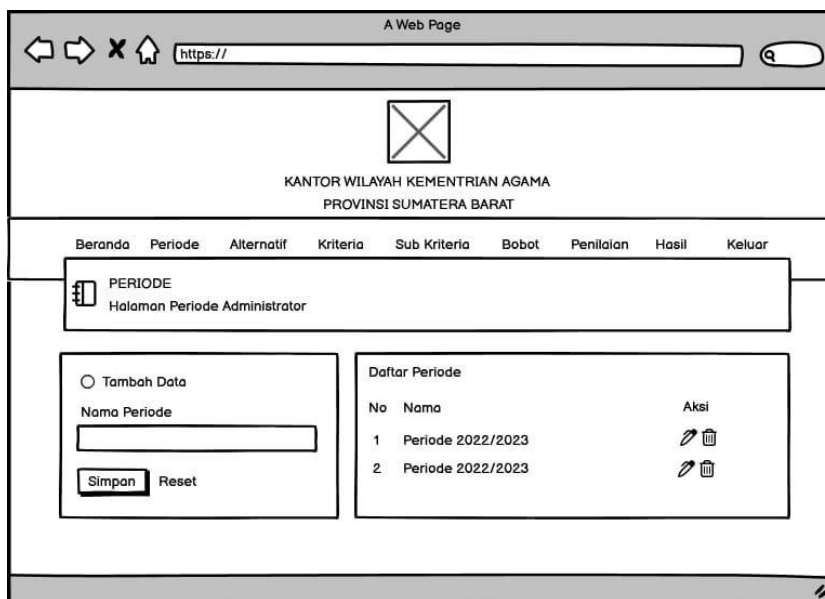 A Web Page
https://
KANTOR WILAYAH KEMENTRIAN AGAMA
PROVINSI SUMATERA BARAT
Beranda Periode Alternatif Kriteria Sub Kriteria Bobot Penilaian Hasil Keluar
PERIODE
Halaman Periode Administrator
Tambah Data
Nama Periode
Simpan Reset
Daftar Periode
No Nama Aksi
1 Periode 2022/2023
2 Periode 2022/2023